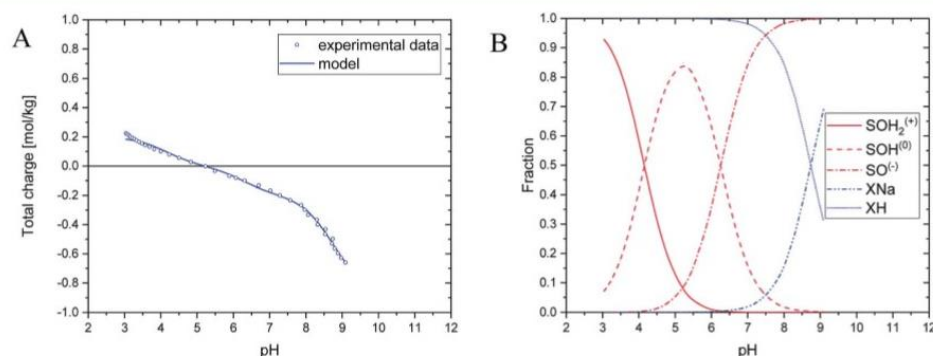 A
Total charge [mol/kg]
1.0
0.8
0.6
0.4
0.2
0.0
-0.2
-0.4
-0.6
-0.8
-1.0
experimental data
model
2 3 4 5 6 7 8 9 10 11 12
pH
B
Fraction
1.0
0.9
0.8
0.7
0.6
0.5
0.4
0.3
0.2
0.1
0.0
SOH₂⁽⁺⁾
SOH⁽⁰⁾
SO⁽⁻⁾
XNa
XH
2 3 4 5 6 7 8 9 10 11 12
pH